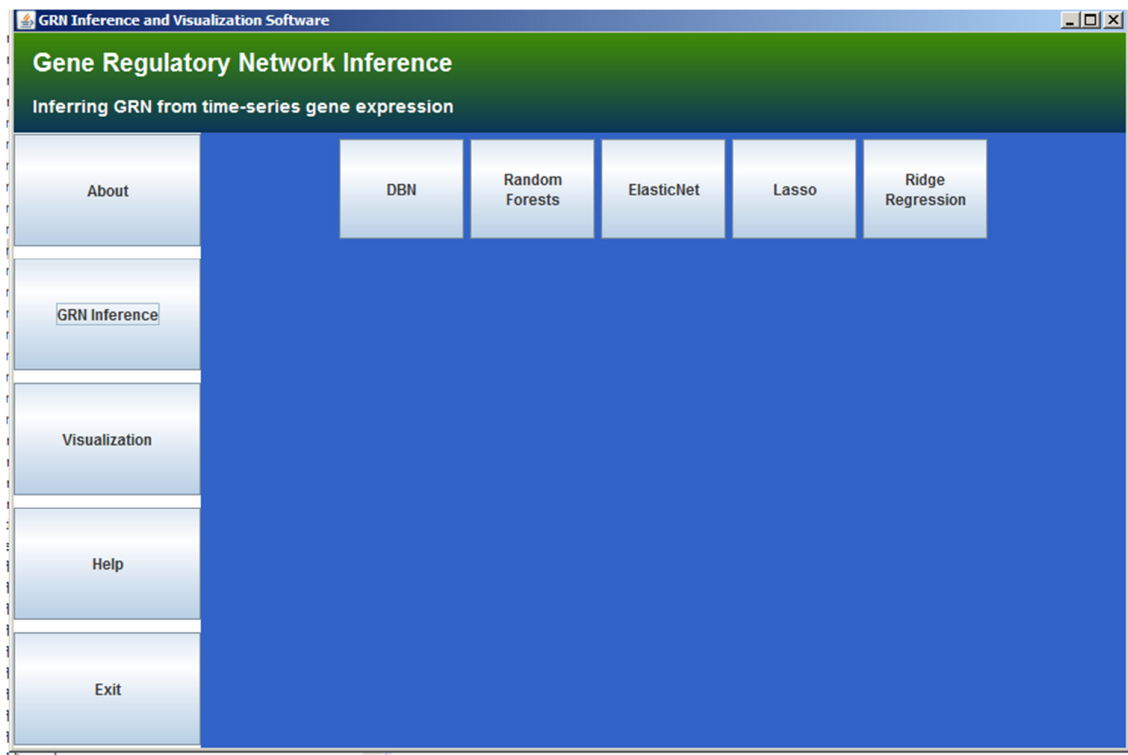 GRN Inference and Visualization Software
Gene Regulatory Network Inference
Inferring GRN from time-series gene expression
About
GRN Inference
Visualization
Help
Exit
DBN
Random
Forests
ElasticNet
Lasso
Ridge
Regression